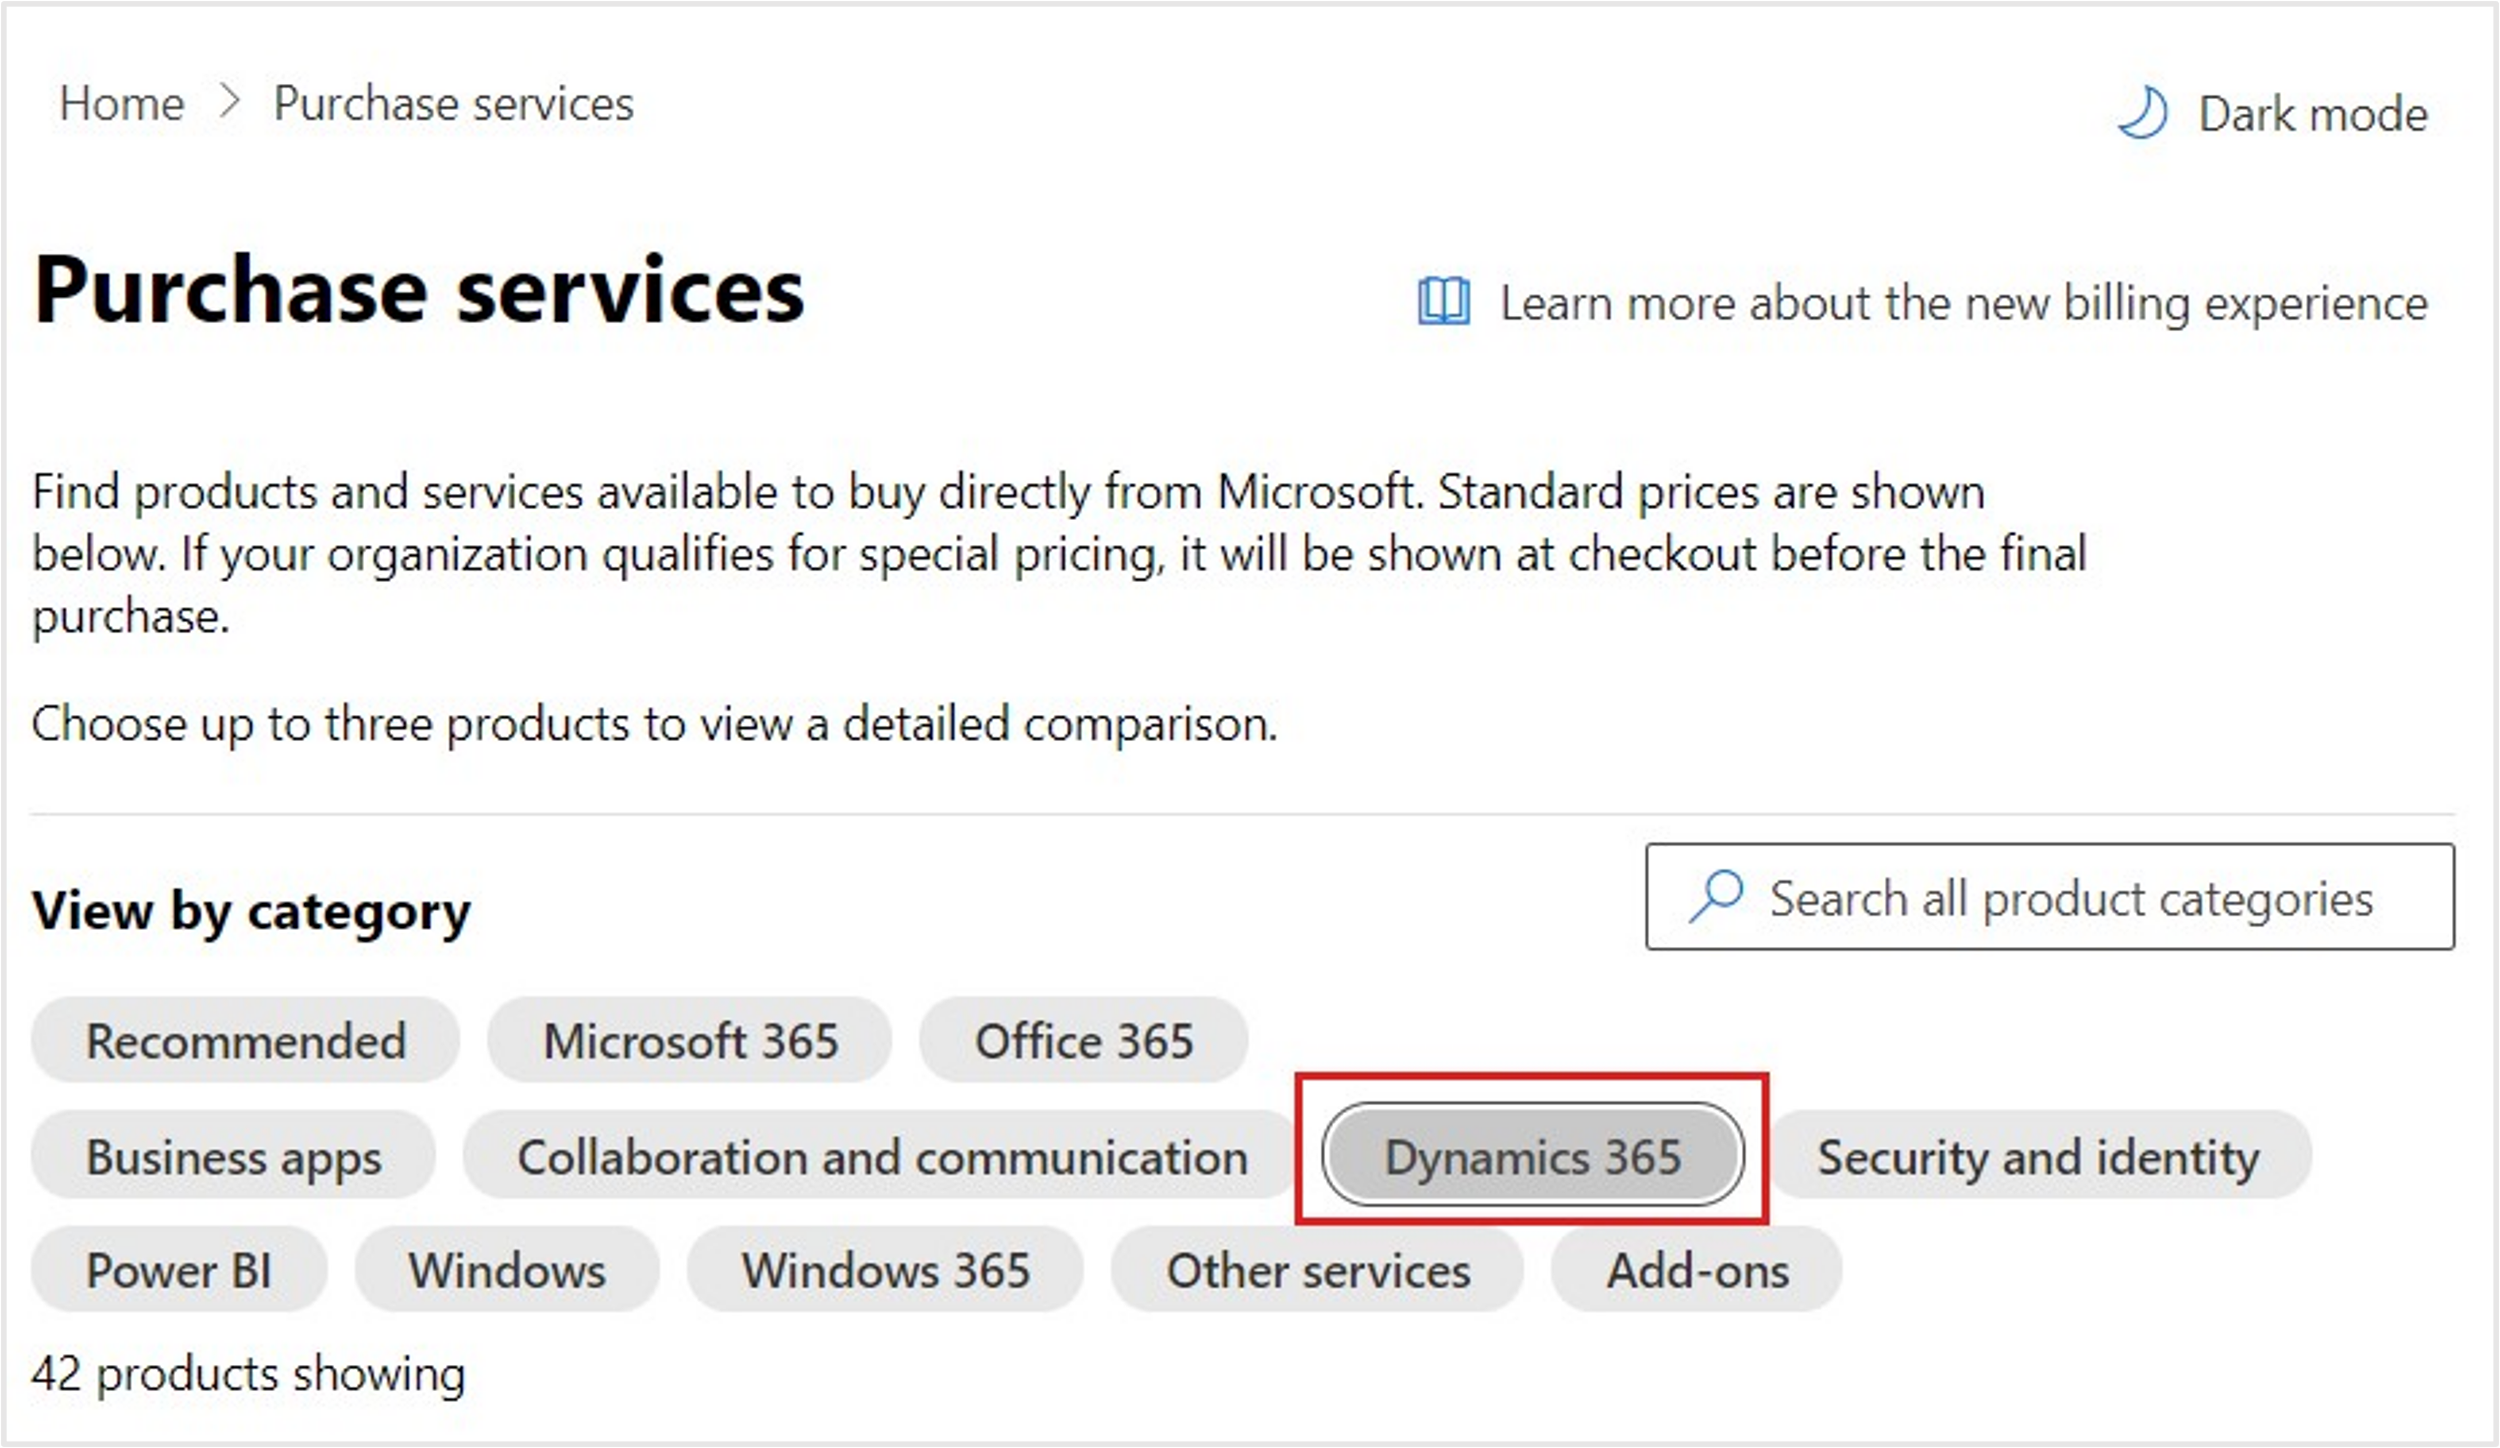 Home > Purchase services
Dark mode
Purchase services
Learn more about the new billing experience
Find products and services available to buy directly from Microsoft. Standard prices are shown
below. If your organization qualifies for special pricing, it will be shown at checkout before the final
purchase.
Choose up to three products to view a detailed comparison.
View by category
Search all product categories
Recommended
Microsoft 365
Office 365
Business apps
Collaboration and communication
Dynamics 365
Security and identity
Power BI
Windows
Windows 365
Other services
Add-ons
42 products showing